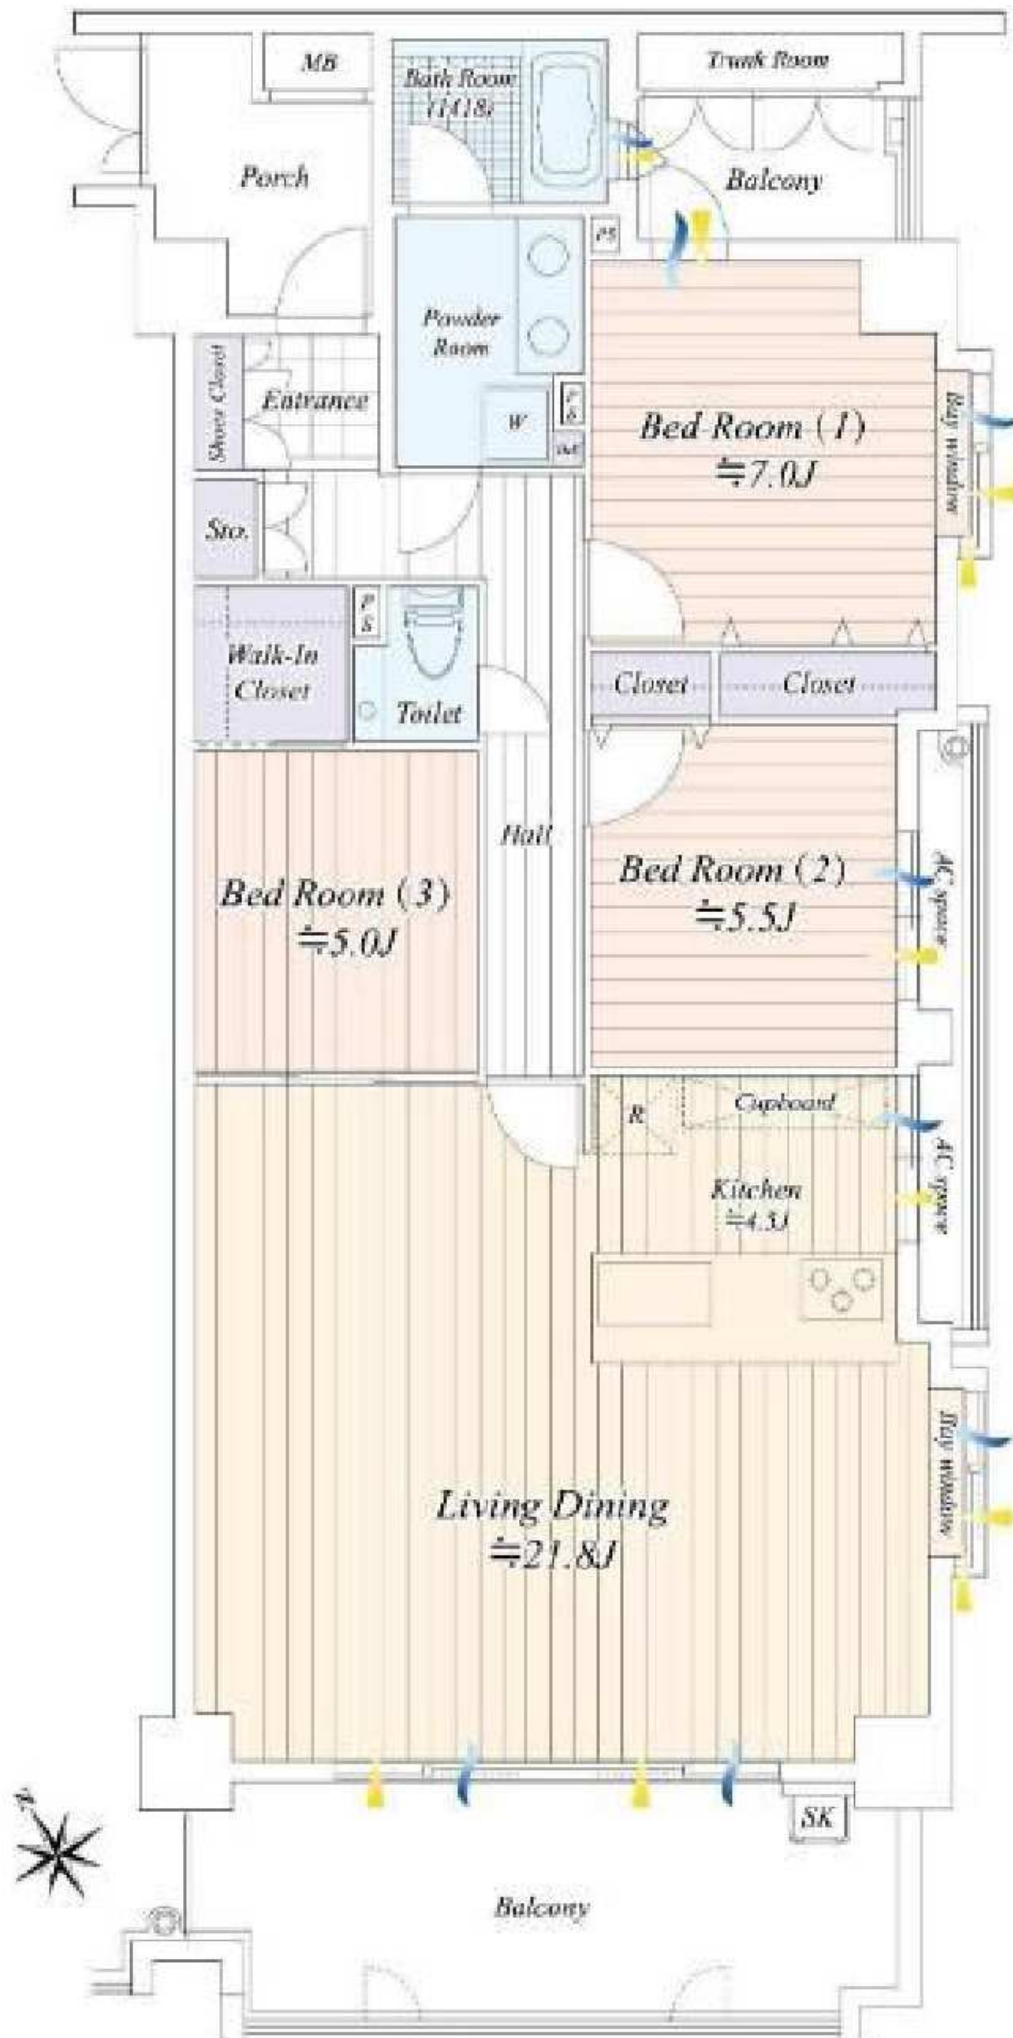 MB
Bath Room
(1418)
Trunk Room
Porch
Balcony
PS
Powder
Room
Shoes Closet
Entrance
W
P
S
Bed Room (1)
≒7.0J
Bay window
Sto.
P
S
Walk-In
Closet
Toilet
Closet
Closet
Hall
Bed Room (2)
≒5.5J
AC space
Bed Room (3)
≒5.0J
R
Cupboard
Kitchen
≒4.5J
AC space
Living Dining
≒21.8J
Bay window
N
SK
Balcony